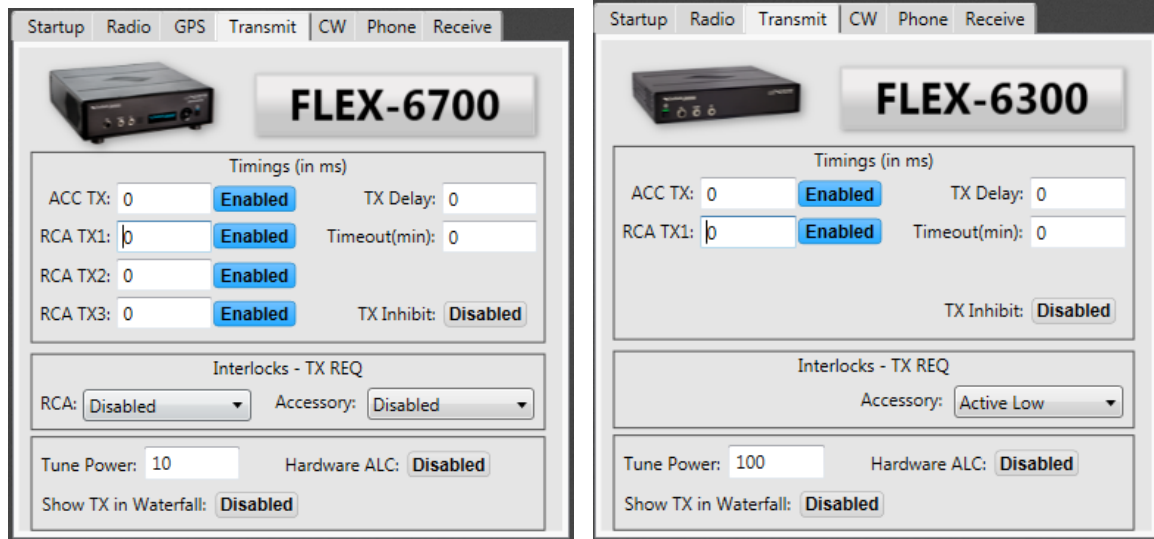 Startup Radio GPS Transmit CW Phone Receive
FLEX-6700
Timings (in ms)
ACC TX: 0 Enabled TX Delay: 0
RCA TX1: 0 Enabled Timeout(min): 0
RCA TX2: 0 Enabled
RCA TX3: 0 Enabled TX Inhibit: Disabled
Interlocks - TX REQ
RCA: Disabled Accessory: Disabled
Tune Power: 10 Hardware ALC: Disabled
Show TX in Waterfall: Disabled
Startup Radio Transmit CW Phone Receive
FLEX-6300
Timings (in ms)
ACC TX: 0 Enabled TX Delay: 0
RCA TX1: 0 Enabled Timeout(min): 0
TX Inhibit: Disabled
Interlocks - TX REQ
Accessory: Active Low
Tune Power: 100 Hardware ALC: Disabled
Show TX in Waterfall: Disabled